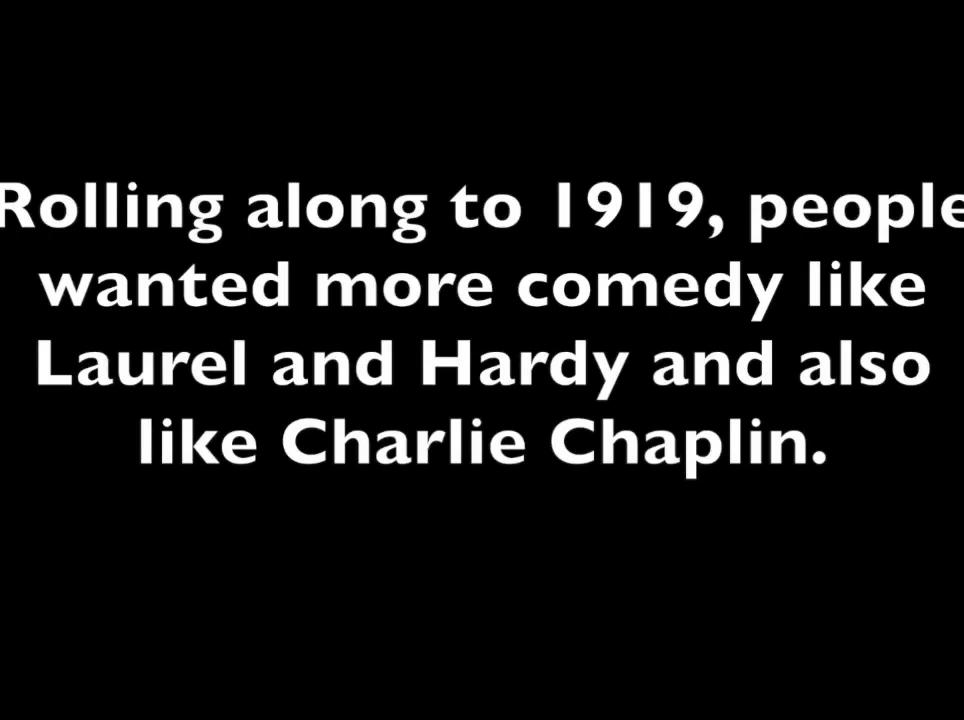 Rolling along to 1919, people
wanted more comedy like
Laurel and Hardy and also
like Charlie Chaplin.